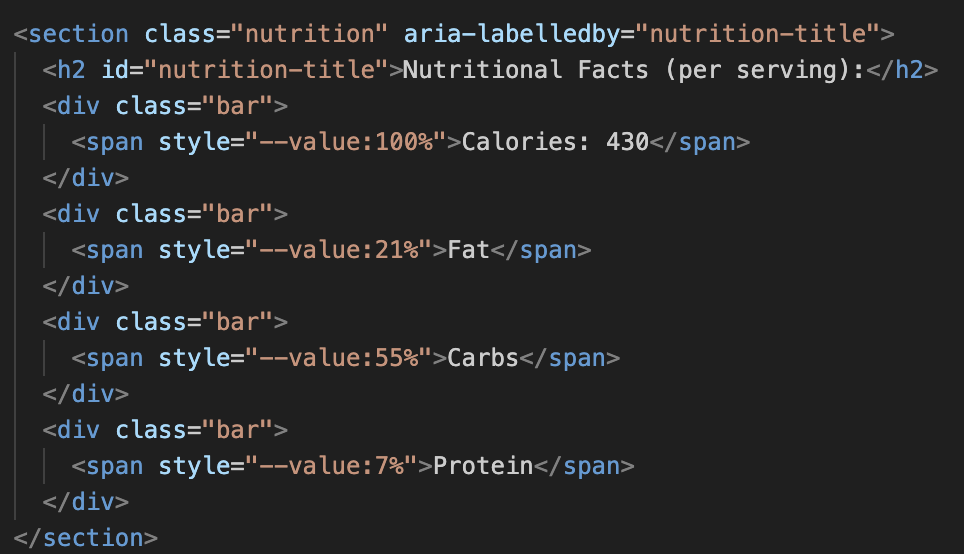 <section class="nutrition" aria-labelledby="nutrition-title">
  <h2 id="nutrition-title">Nutritional Facts (per serving):</h2>
  <div class="bar">
    <span style="--value:100%">Calories: 430</span>
  </div>
  <div class="bar">
    <span style="--value:21%">Fat</span>
  </div>
  <div class="bar">
    <span style="--value:55%">Carbs</span>
  </div>
  <div class="bar">
    <span style="--value:7%">Protein</span>
  </div>
</section>